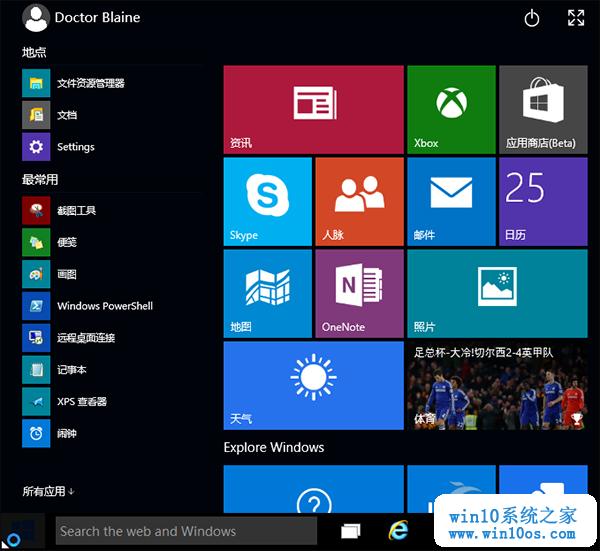 Doctor Blaine
地点
文件资源管理器
文档
Settings
最常用
截图工具
便笺
画图
Windows PowerShell
远程桌面连接
记事本
XPS 查看器
闹钟
所有应用
资讯
Xbox
应用商店(Beta)
Skype
人脉
邮件
25
日历
地图
OneNote
照片
天气
足总杯-大冷!切尔西2-4英甲队
体育
Explore Windows
Search the web and Windows
win10系统之家
www.win10os.com